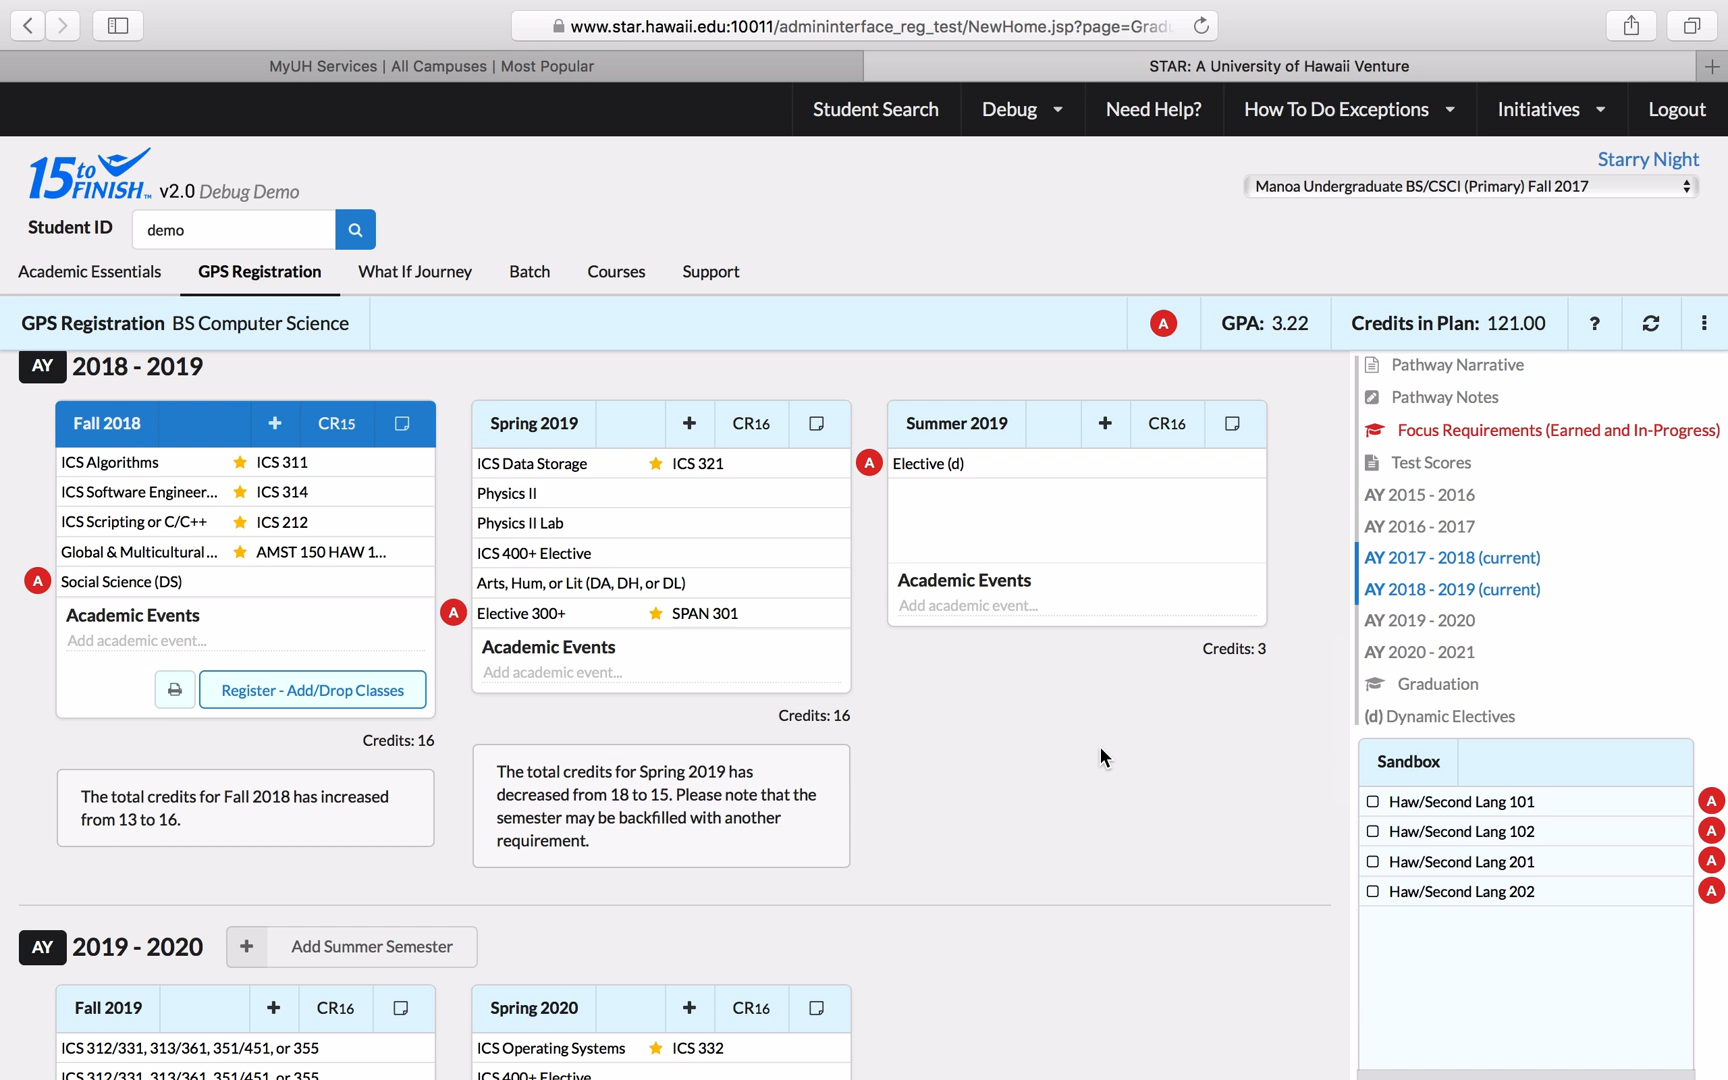 www.star.hawaii.edu:10011/admininterface_reg_test/NewHome.jsp?page=Gradu
MyUH Services | All Campuses | Most Popular
STAR: A University of Hawaii Venture
Student Search
Debug
Need Help?
How To Do Exceptions
Initiatives
Logout
15 to FINISH™ v2.0 Debug Demo
Starry Night
Manoa Undergraduate BS/CSCI (Primary) Fall 2017
Student ID
demo
Academic Essentials
GPS Registration
What If Journey
Batch
Courses
Support
GPS Registration BS Computer Science
A
GPA: 3.22
Credits in Plan: 121.00
?
AY 2018 - 2019
Fall 2018
+
CR15
ICS Algorithms ICS 311
ICS Software Engineer... ICS 314
ICS Scripting or C/C++ ICS 212
Global & Multicultural ... AMST 150 HAW 1...
A Social Science (DS)
Academic Events
Add academic event...
Register - Add/Drop Classes
Credits: 16
The total credits for Fall 2018 has increased
from 13 to 16.
Spring 2019
+
CR16
ICS Data Storage ICS 321
Physics II
Physics II Lab
ICS 400+ Elective
Arts, Hum, or Lit (DA, DH, or DL)
A Elective 300+ SPAN 301
Academic Events
Add academic event...
Credits: 16
The total credits for Spring 2019 has
decreased from 18 to 15. Please note that the
semester may be backfilled with another
requirement.
Summer 2019
+
CR16
A Elective (d)
Academic Events
Add academic event...
Credits: 3
Pathway Narrative
Pathway Notes
Focus Requirements (Earned and In-Progress)
Test Scores
AY 2015 - 2016
AY 2016 - 2017
AY 2017 - 2018 (current)
AY 2018 - 2019 (current)
AY 2019 - 2020
AY 2020 - 2021
Graduation
(d) Dynamic Electives
Sandbox
Haw/Second Lang 101 A
Haw/Second Lang 102 A
Haw/Second Lang 201 A
Haw/Second Lang 202 A
AY 2019 - 2020
+ Add Summer Semester
Fall 2019
+
CR16
ICS 312/331, 313/361, 351/451, or 355
ICS 312/331, 313/361, 351/451, or 355
Spring 2020
+
CR16
ICS Operating Systems ICS 332
ICS 400+ Elective